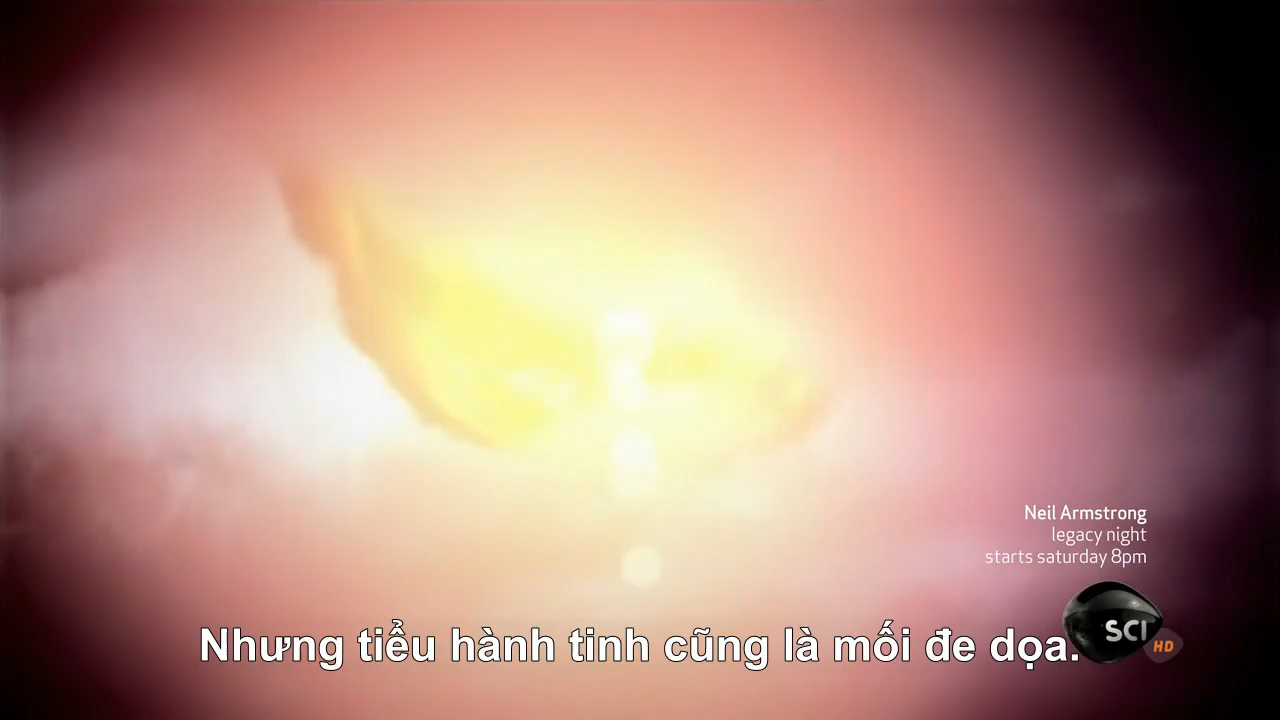 Neil Armstrong
legacy night
starts saturday 8pm
SCI
HD
Nhưng tiểu hành tinh cũng là mối đe dọa.